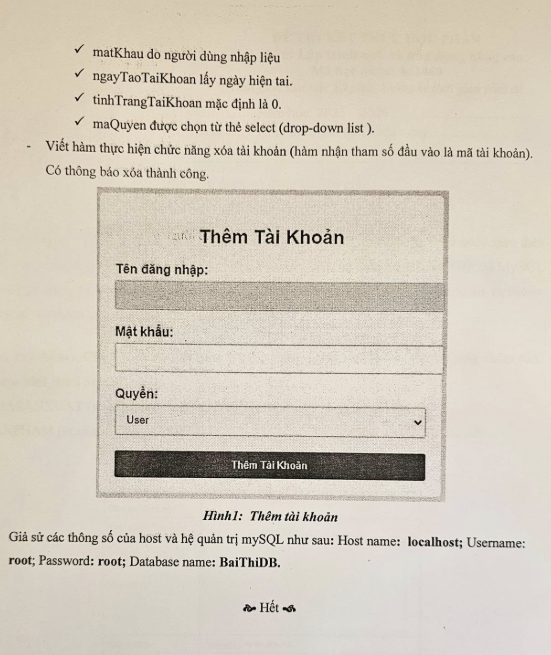 ✓ matKhau do người dùng nhập liệu
✓ ngayTaoTaiKhoan lấy ngày hiện tai.
✓ tinhTrangTaiKhoan mặc định là 0.
✓ maQuyen được chọn từ thẻ select (drop-down list ).
- Viết hàm thực hiện chức năng xóa tài khoản (hàm nhận tham số đầu vào là mã tài khoản).
Có thông báo xóa thành công.
Thêm Tài Khoản
Tên đăng nhập:
Mật khẩu:
Quyền:
User
Thêm Tài Khoản
Hình1: Thêm tài khoản
Giả sử các thông số của host và hệ quản trị mySQL như sau: Host name: localhost; Username:
root; Password: root; Database name: BaiThiDB.
Hết